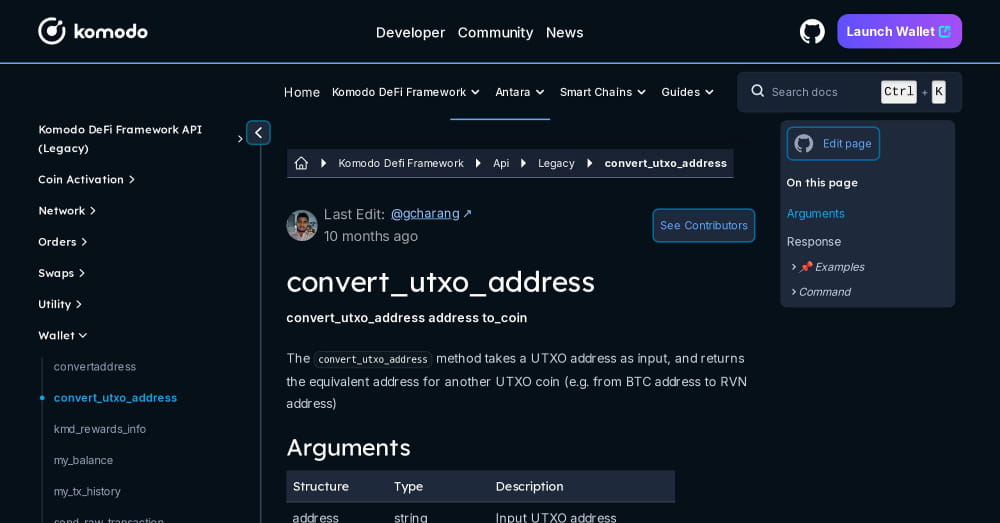 komodo
Developer Community News
Launch Wallet
Home Komodo DeFi Framework Antara Smart Chains Guides
Search docs Ctrl + K
Komodo DeFi Framework API
(Legacy)
Coin Activation
Network
Orders
Swaps
Utility
Wallet
convertaddress
convert_utxo_address
kmd_rewards_info
my_balance
my_tx_history
send_raw_transaction
Komodo Defi Framework Api Legacy convert_utxo_address
Last Edit: @gcharang ↗
10 months ago
See Contributors
convert_utxo_address
convert_utxo_address address to_coin
The convert_utxo_address method takes a UTXO address as input, and returns
the equivalent address for another UTXO coin (e.g. from BTC address to RVN
address)
Arguments
Structure Type Description
address string Input UTXO address
Edit page
On this page
Arguments
Response
📌 Examples
Command